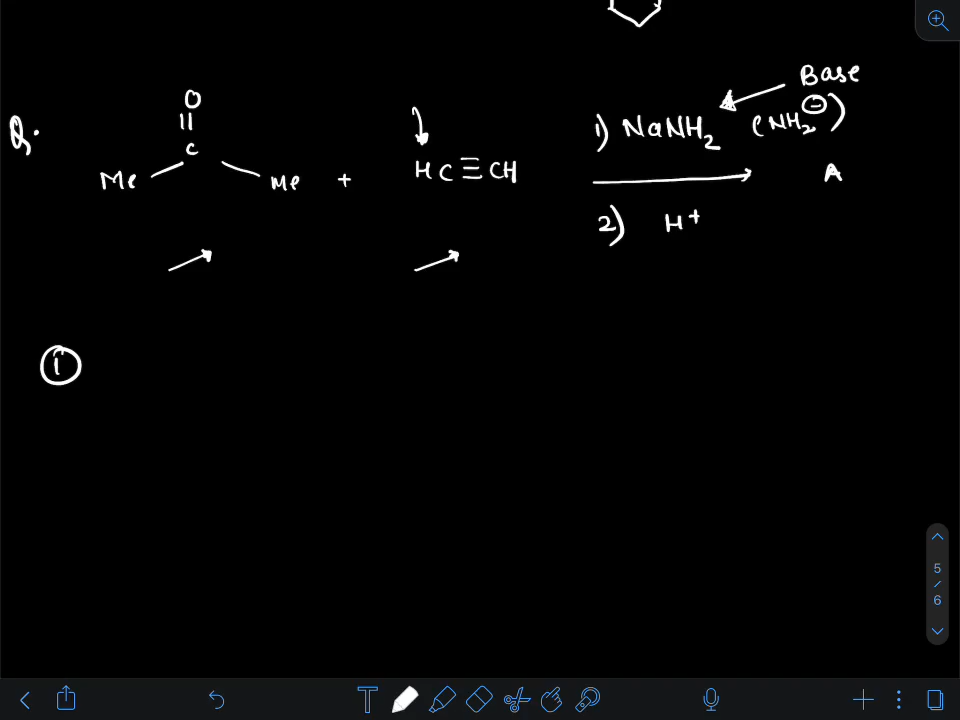 Q.
O
||
C
Me Me + HC≡CH
1) NaNH2 (NH2⊖) Base
2) H+
A
①
5
/
6
T